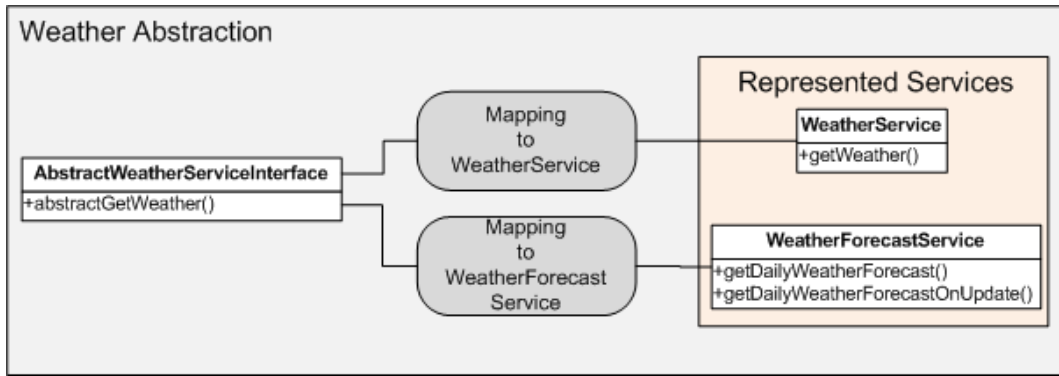 Weather Abstraction
Represented Services
Mapping
to
WeatherService
WeatherService
+getWeather()
AbstractWeatherServiceInterface
+abstractGetWeather()
Mapping
to
WeatherForecast
Service
WeatherForecastService
+getDailyWeatherForecast()
+getDailyWeatherForecastOnUpdate()